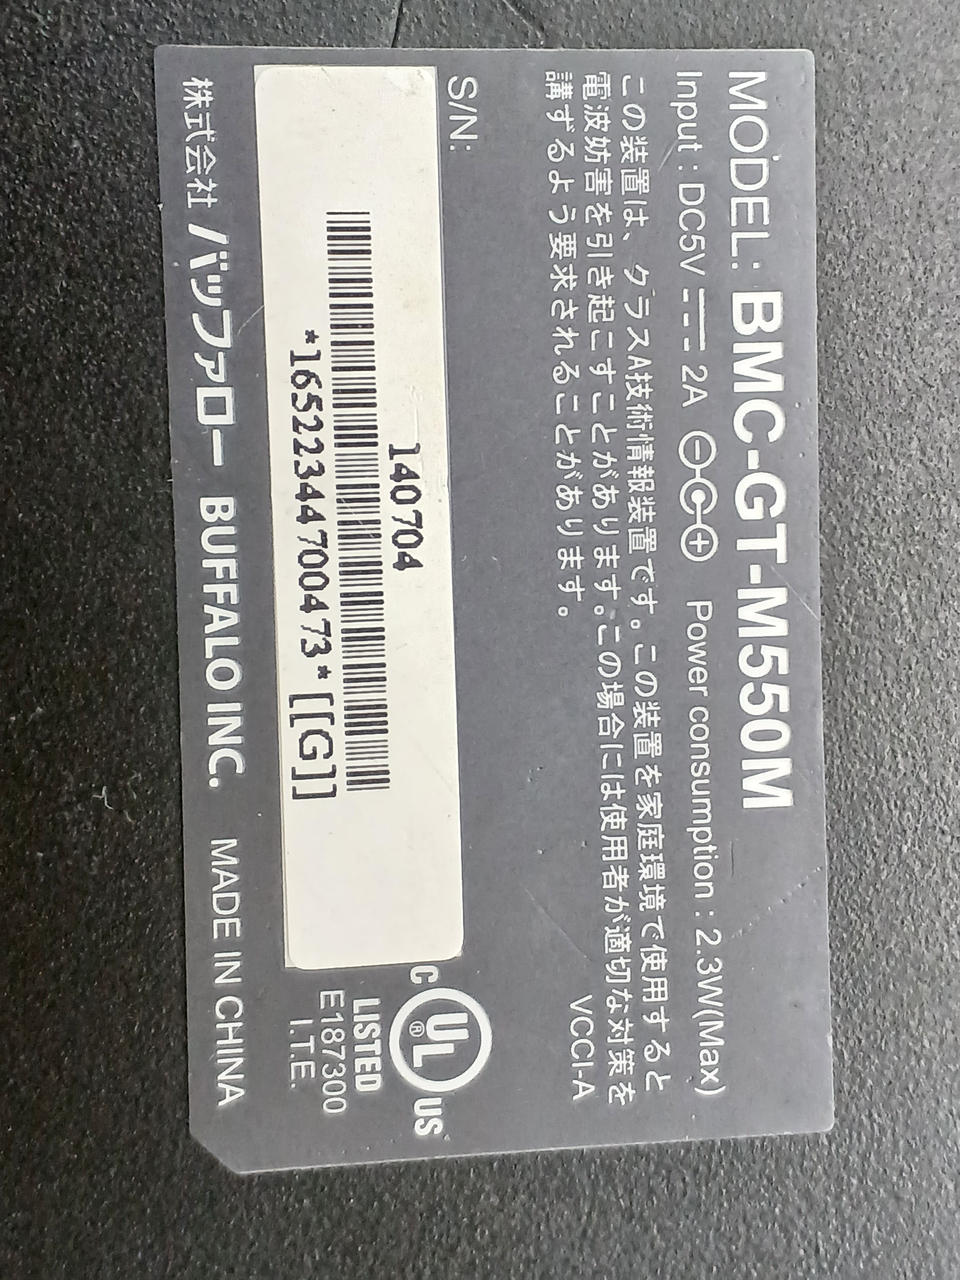 MODEL: BMC-GT-M550M
Input : DC5V ⎓ 2A Power consumption : 2.3W(Max)
この装置は、クラスA技術情報装置です。この装置を家庭環境で使用すると
電波妨害を引き起こすことがあります。この場合には使用者が適切な対策を
講ずるよう要求されることがあります。
VCCI-A
S/N:
140704
*16522344700473*[[G]]
C UL ® US
LISTED
E187300
I.T.E.
株式会社 バッファロー BUFFALO INC. MADE IN CHINA